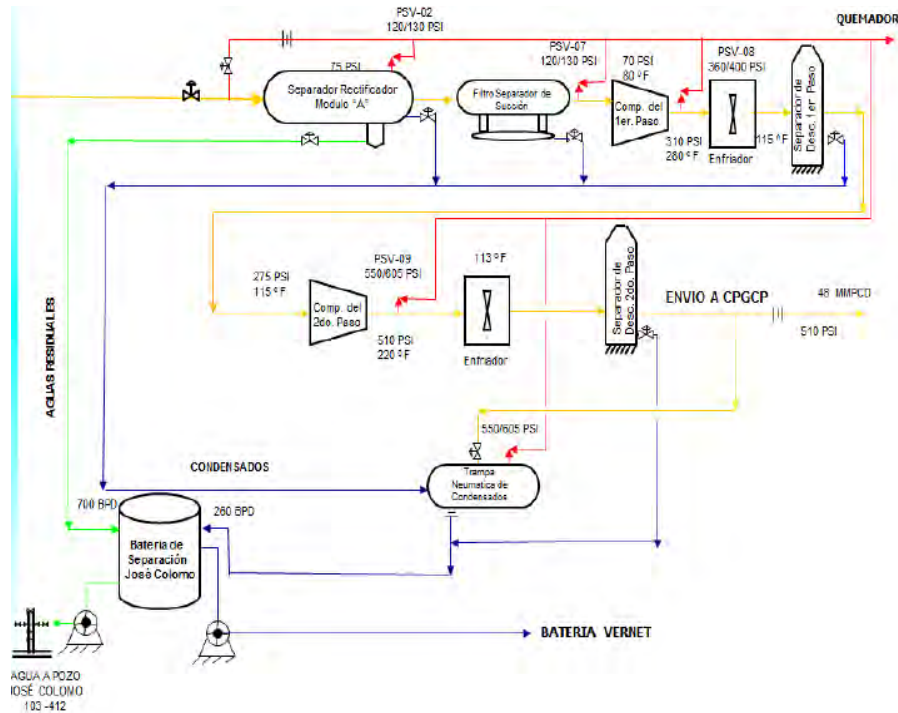 PSV-02
120/130 PSI
QUEMADOR
PSV-07
120/130 PSI
70 PSI
80 º F
PSV-08
360/400 PSI
75 PSI
Separador Rectificador
Modulo "A"
Filtro Separador de
Succión
Comp. del
1er. Paso
310 PSI
280 º F
Enfriador
115 º F
Separador de
Desc. 1er. Paso
AGUAS RESIDUALES
275 PSI
115 º F
Comp. del
2do. Paso
PSV-09
550/605 PSI
510 PSI
220 º F
113 º F
Enfriador
Separador de
Desc. 2do. Paso
ENVIO A CPGCP
48 MMPCD
510 PSI
550/605 PSI
CONDENSADOS
Trampa
Neumatica de
Condensados
700 BPD
260 BPD
Bateria de
Separación
José Colomo
BATERIA VERNET
AGUA A POZO
JOSÉ COLOMO
103 -412